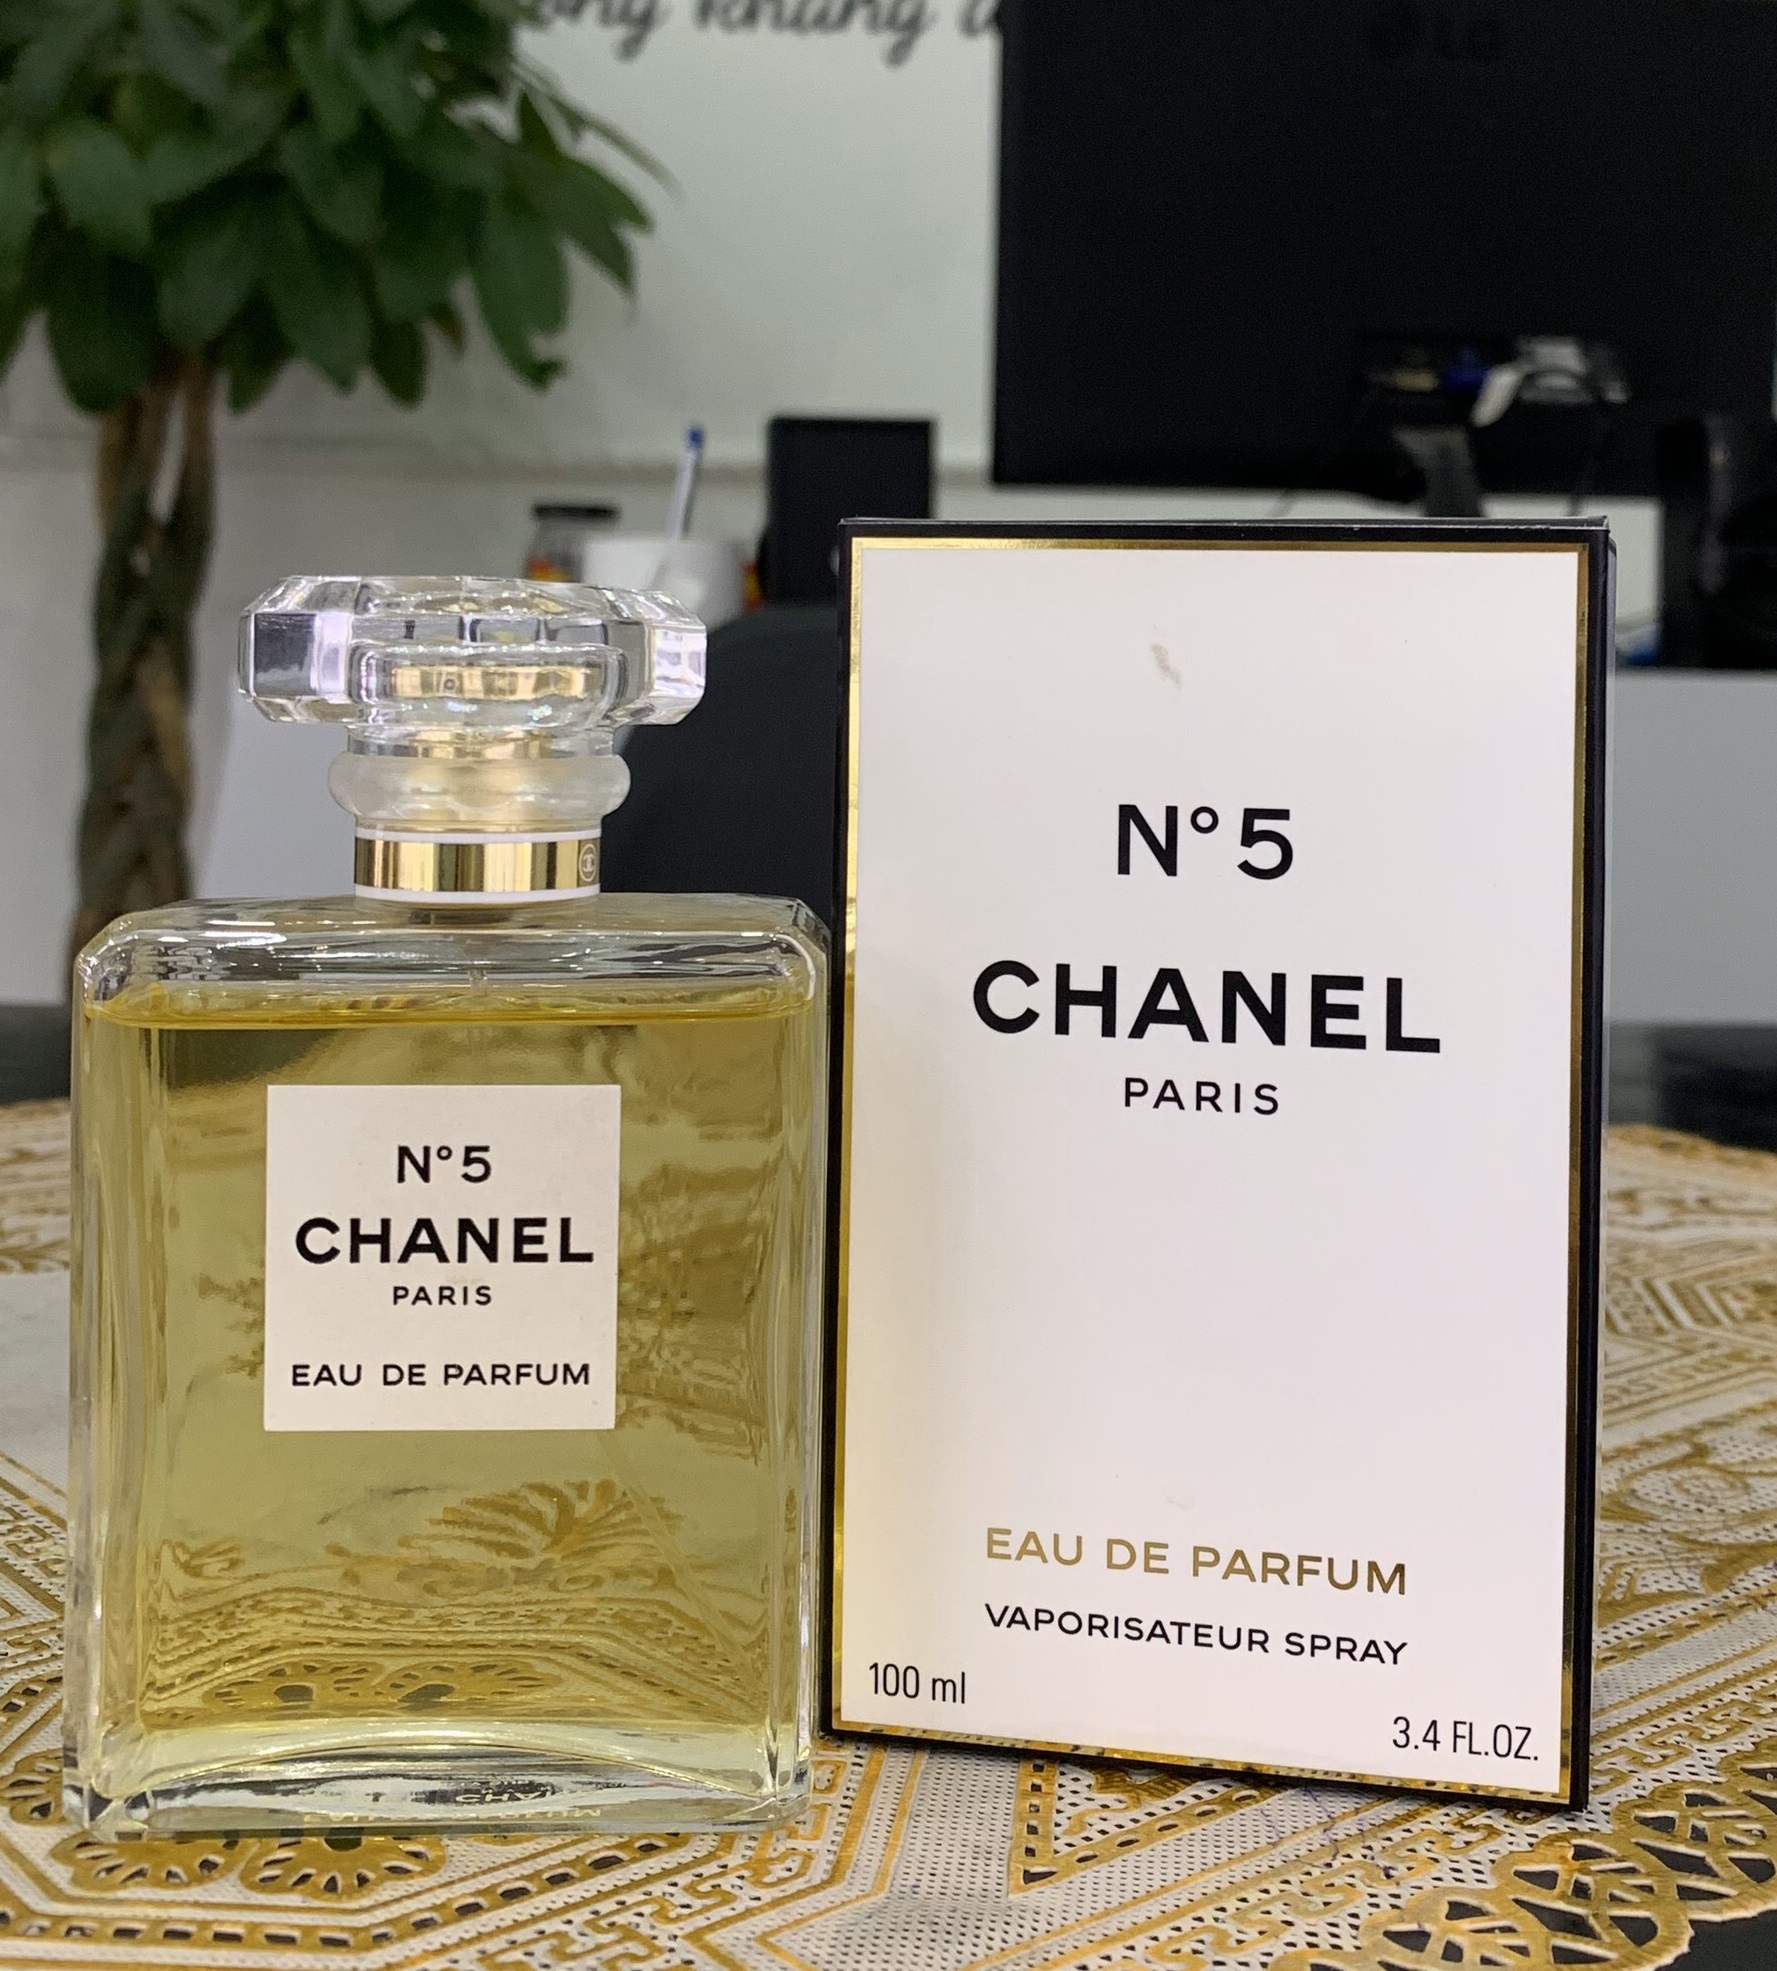 N°5
CHANEL
PARIS
EAU DE PARFUM
N°5
CHANEL
PARIS
EAU DE PARFUM
VAPORISATEUR SPRAY
100 ml
3.4 FL.OZ.